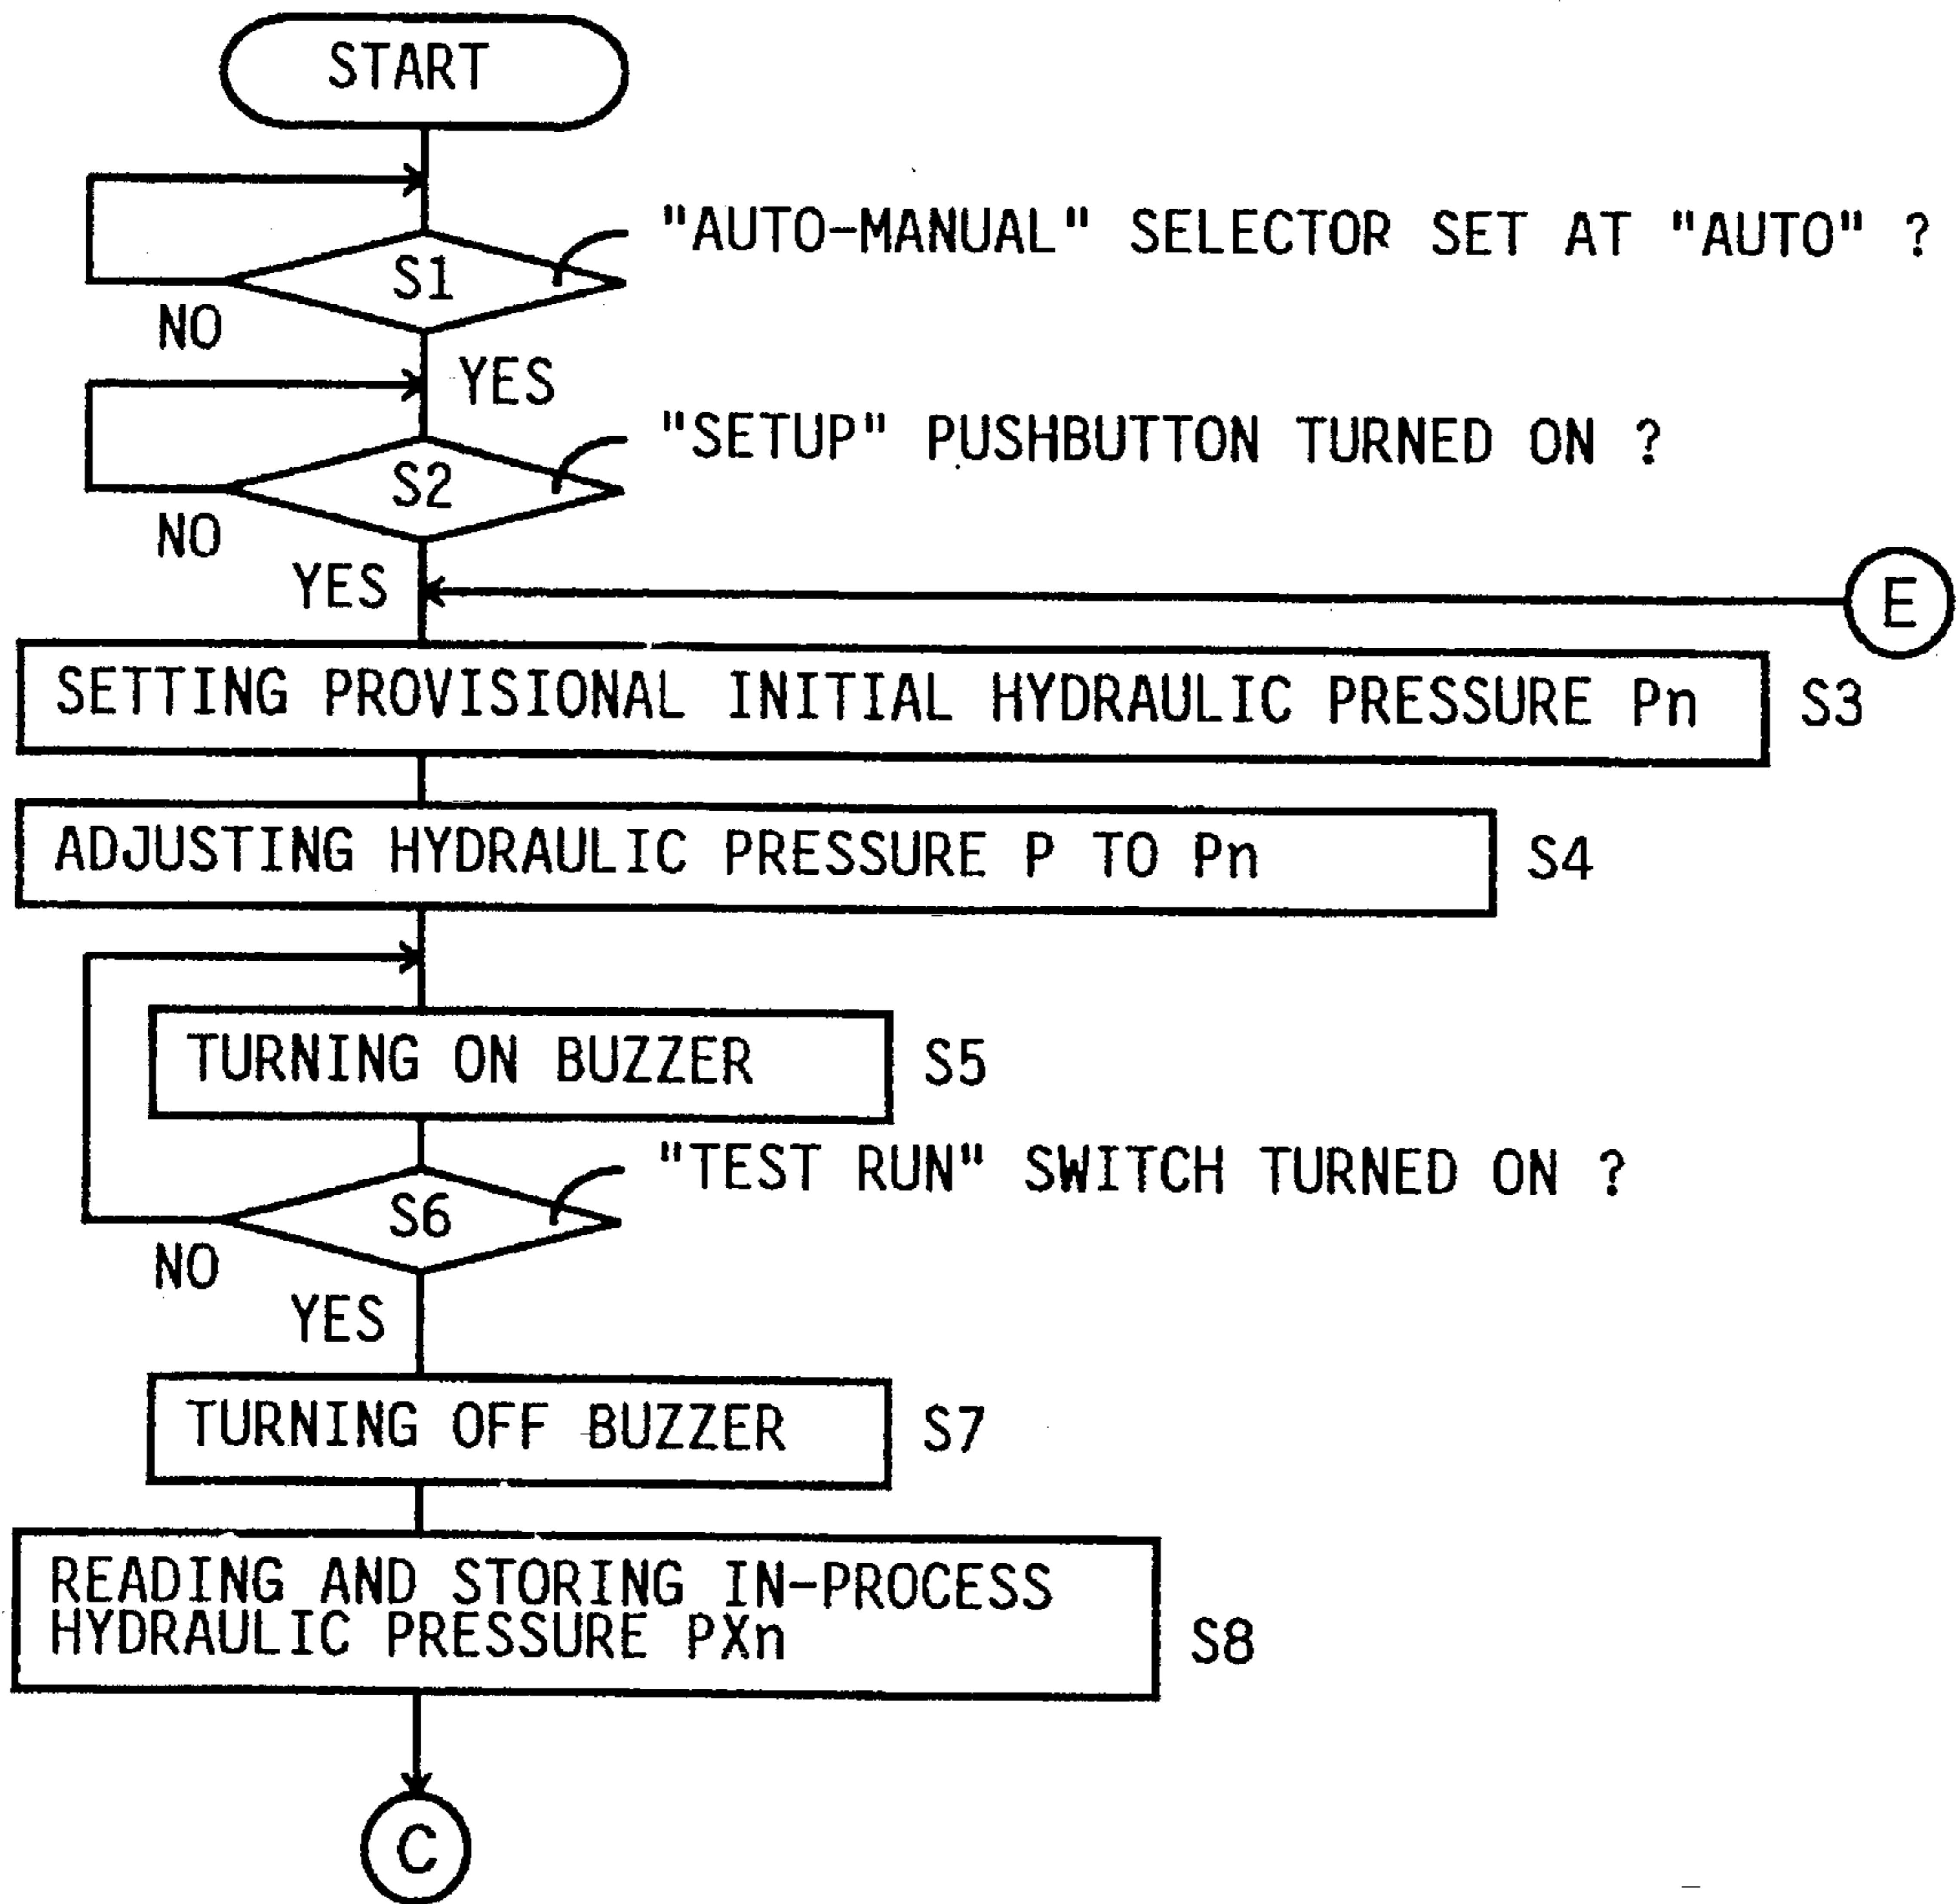 START
"AUTO-MANUAL" SELECTOR SET AT "AUTO" ?
S1
NO
YES
"SETUP" PUSHBUTTON TURNED ON ?
S2
NO
YES
E
SETTING PROVISIONAL INITIAL HYDRAULIC PRESSURE Pn
S3
ADJUSTING HYDRAULIC PRESSURE P TO Pn
S4
TURNING ON BUZZER
S5
"TEST RUN" SWITCH TURNED ON ?
S6
NO
YES
TURNING OFF BUZZER
S7
READING AND STORING IN-PROCESS
HYDRAULIC PRESSURE PXn
S8
C